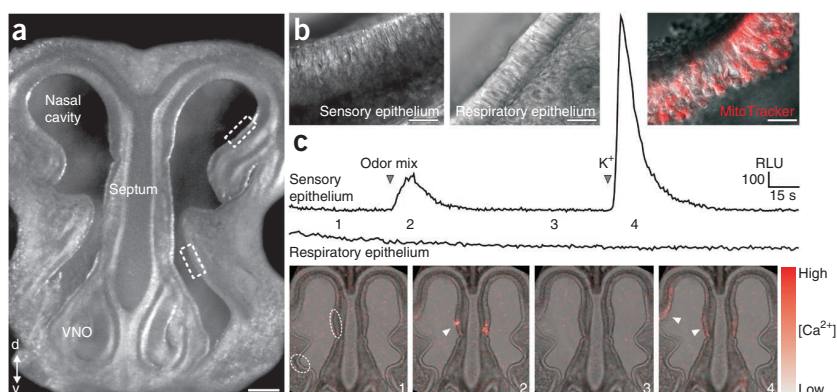 a
Nasal
cavity
Septum
VNO
d
v
b
Sensory epithelium
Respiratory epithelium
MitoTracker
c
Odor mix
K+
RLU
100
15 s
Sensory
epithelium
1 2 3 4
Respiratory epithelium
1
2
3
4
High
[Ca2+]
Low